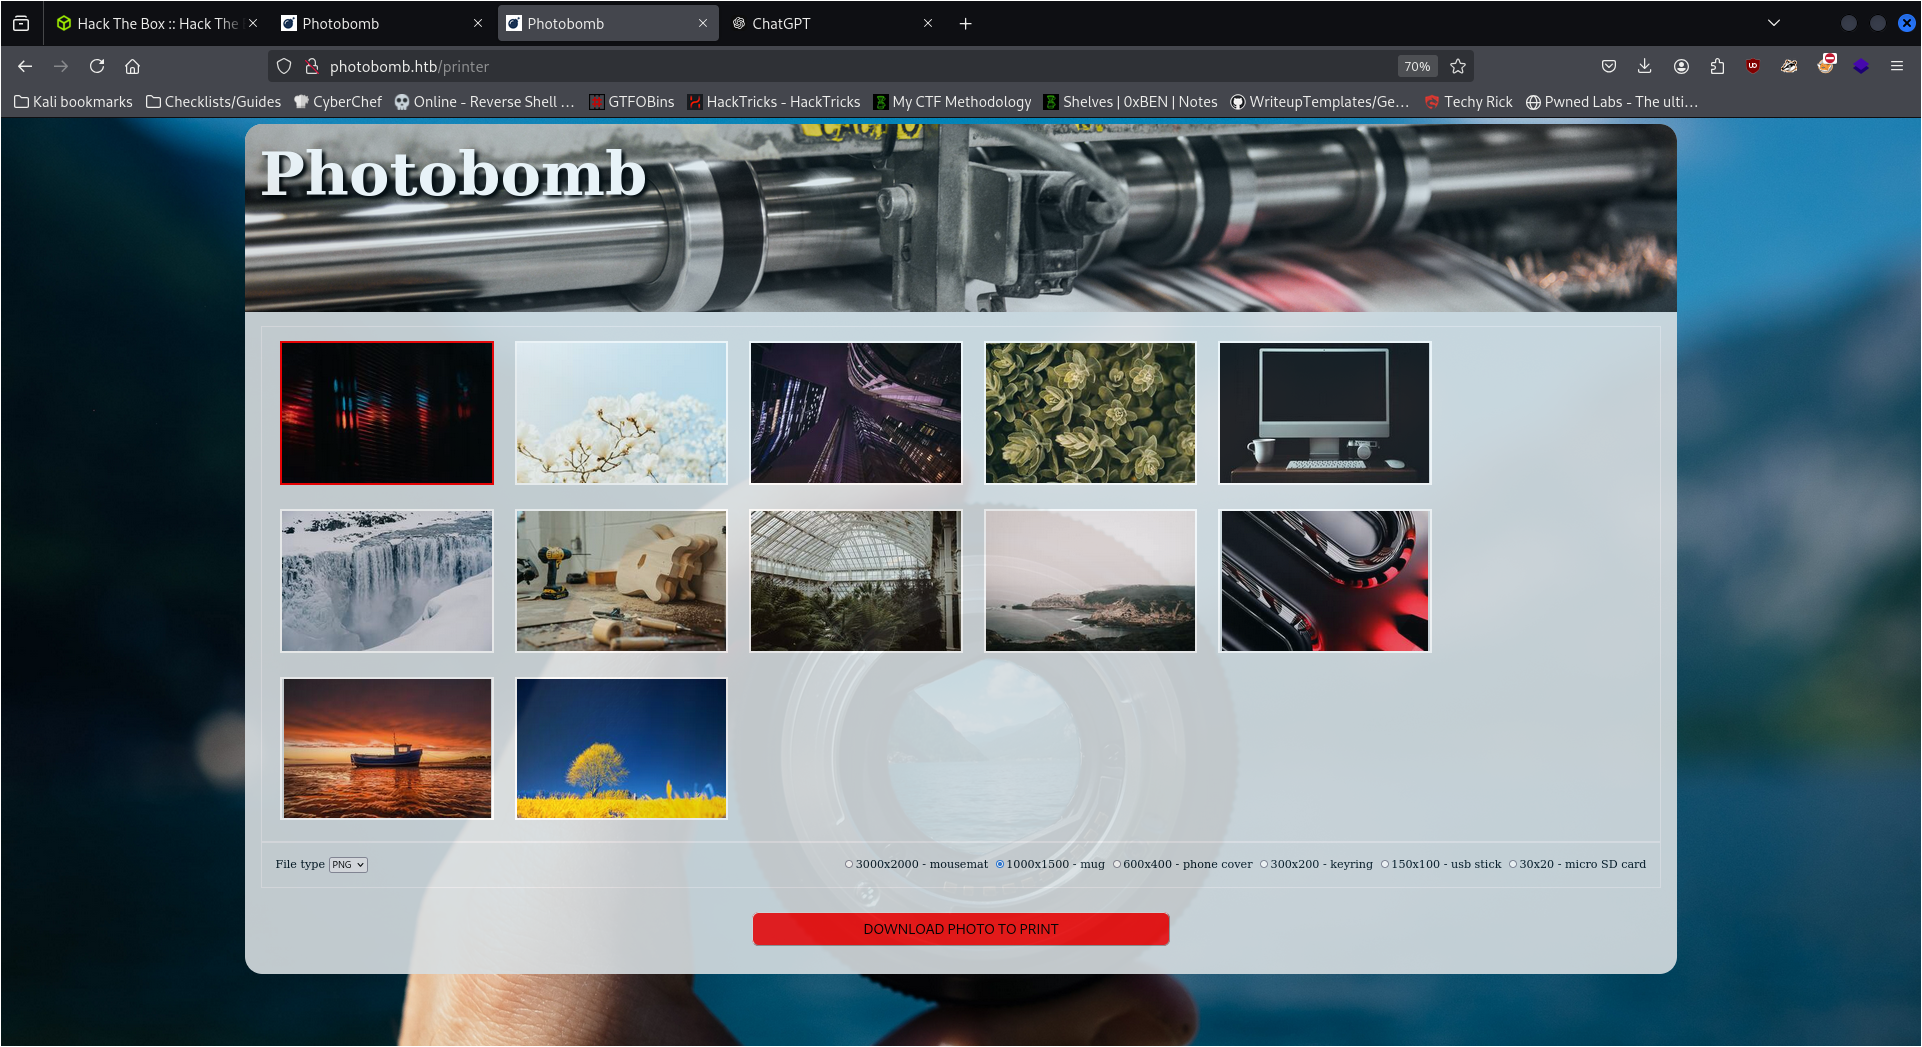 Hack The Box :: Hack The
Photobomb
Photobomb
ChatGPT
photobomb.htb/printer
70%
Kali bookmarks
Checklists/Guides
CyberChef
Online - Reverse Shell ...
GTFOBins
HackTricks - HackTricks
My CTF Methodology
Shelves | 0xBEN | Notes
WriteupTemplates/Ge...
Techy Rick
Pwned Labs - The ulti...
Photobomb
File type PNG
3000x2000 - mousemat 1000x1500 - mug 600x400 - phone cover 300x200 - keyring 150x100 - usb stick 30x20 - micro SD card
DOWNLOAD PHOTO TO PRINT